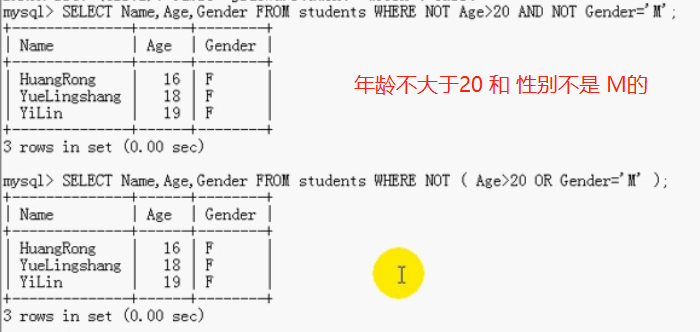 mysql> SELECT Name,Age,Gender FROM students WHERE NOT Age>20 AND NOT Gender='M';
+------------+-----+--------+
| Name | Age | Gender |
+------------+-----+--------+
| HuangRong | 16 | F |
| YueLingshang | 18 | F |
| YiLin | 19 | F |
+------------+-----+--------+
3 rows in set (0.00 sec)
年龄不大于20 和 性别不是 M的
mysql> SELECT Name,Age,Gender FROM students WHERE NOT ( Age>20 OR Gender='M' );
+------------+-----+--------+
| Name | Age | Gender |
+------------+-----+--------+
| HuangRong | 16 | F |
| YueLingshang | 18 | F |
| YiLin | 19 | F |
+------------+-----+--------+
3 rows in set (0.00 sec)